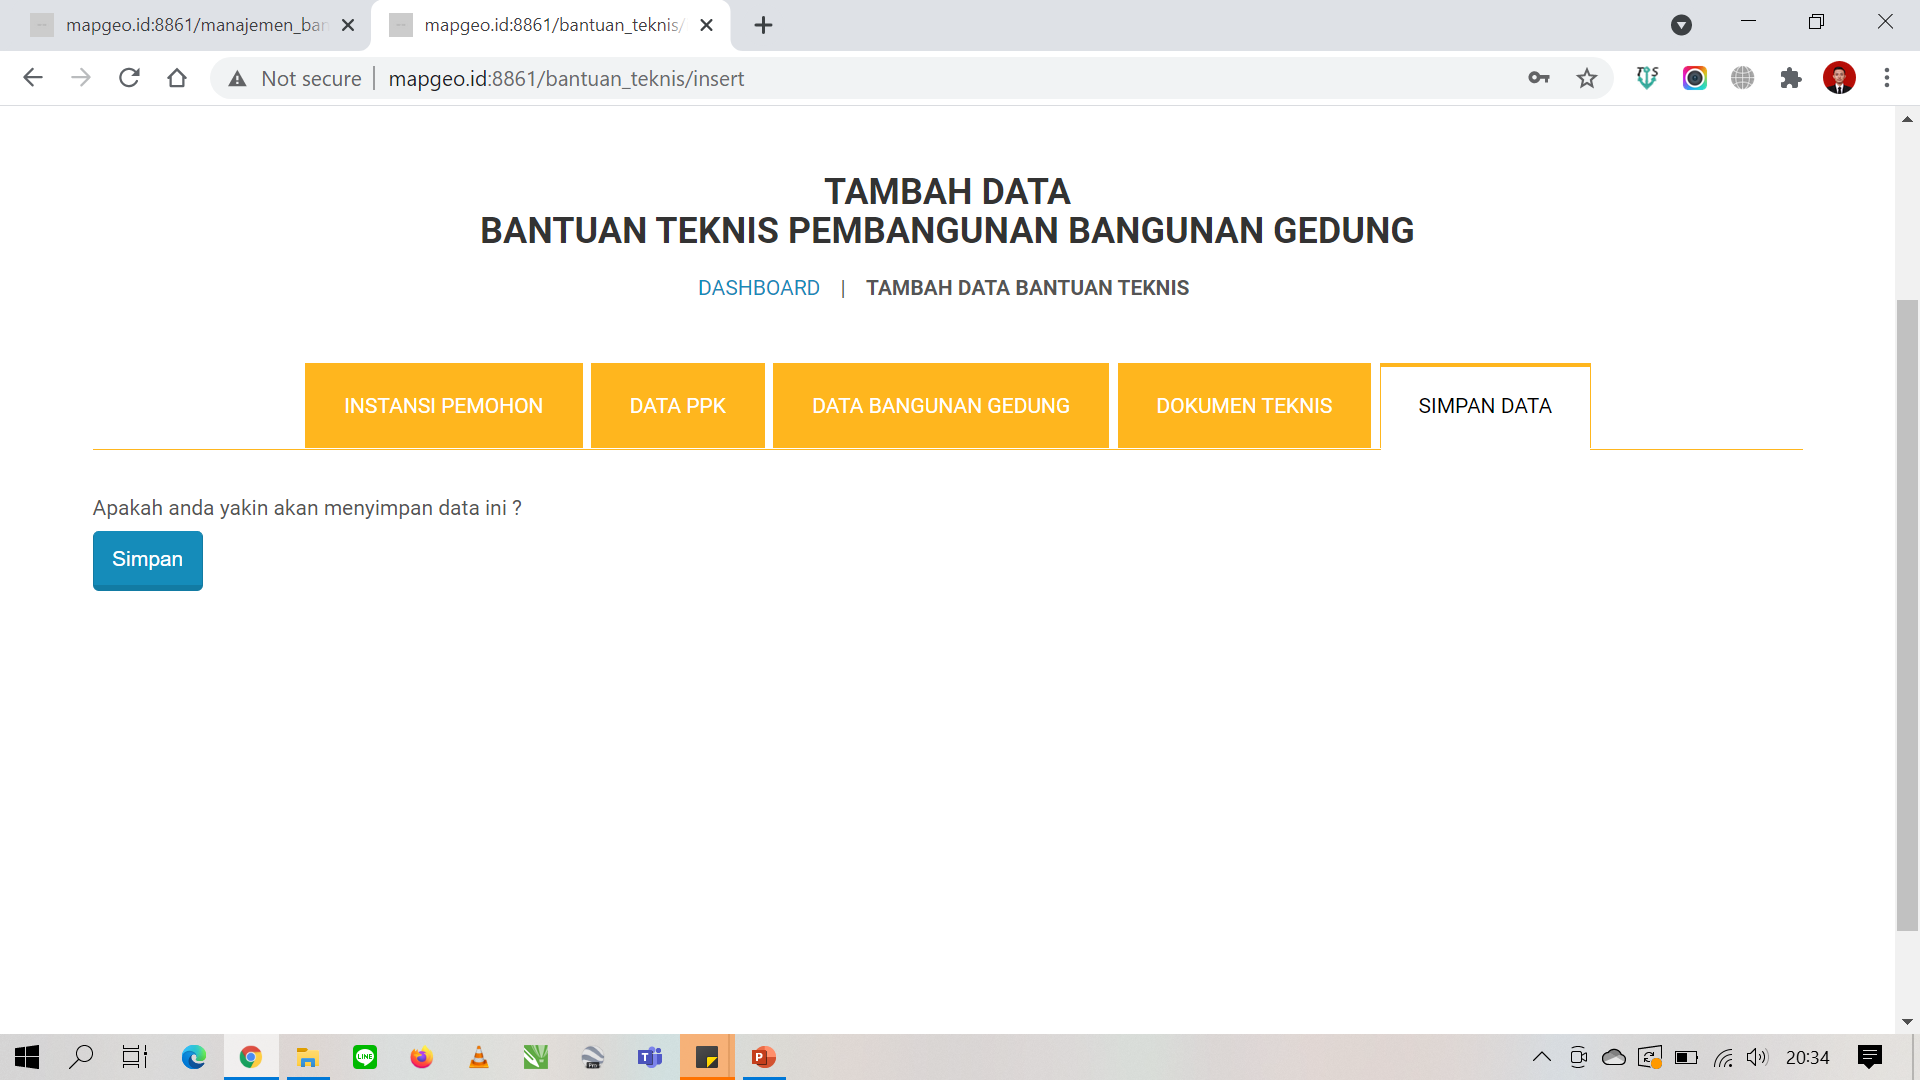 mapgeo.id:8861/manajemen_ban
mapgeo.id:8861/bantuan_teknis/
Not secure
mapgeo.id:8861/bantuan_teknis/insert
TAMBAH DATA
BANTUAN TEKNIS PEMBANGUNAN BANGUNAN GEDUNG
DASHBOARD | TAMBAH DATA BANTUAN TEKNIS
INSTANSI PEMOHON
DATA PPK
DATA BANGUNAN GEDUNG
DOKUMEN TEKNIS
SIMPAN DATA
Apakah anda yakin akan menyimpan data ini ?
Simpan
20:34